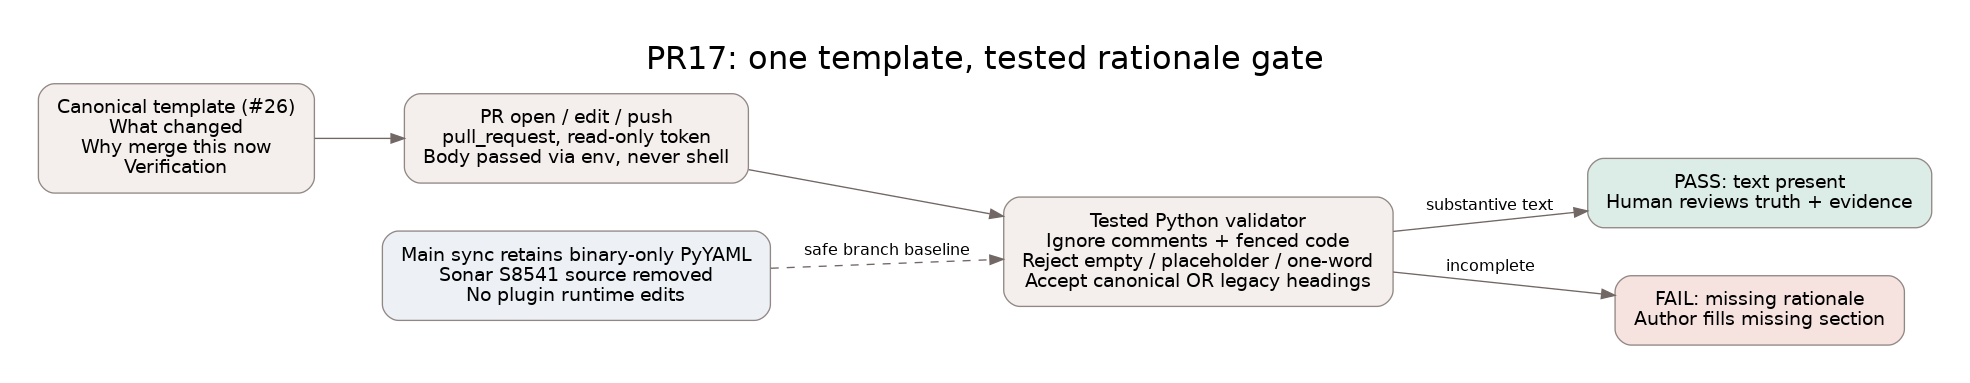 PR17: one template, tested rationale gate
Canonical template (#26)
What changed
Why merge this now
Verification
PR open / edit / push
pull_request, read-only token
Body passed via env, never shell
Main sync retains binary-only PyYAML
Sonar S8541 source removed
No plugin runtime edits
safe branch baseline
Tested Python validator
Ignore comments + fenced code
Reject empty / placeholder / one-word
Accept canonical OR legacy headings
substantive text
incomplete
PASS: text present
Human reviews truth + evidence
FAIL: missing rationale
Author fills missing section